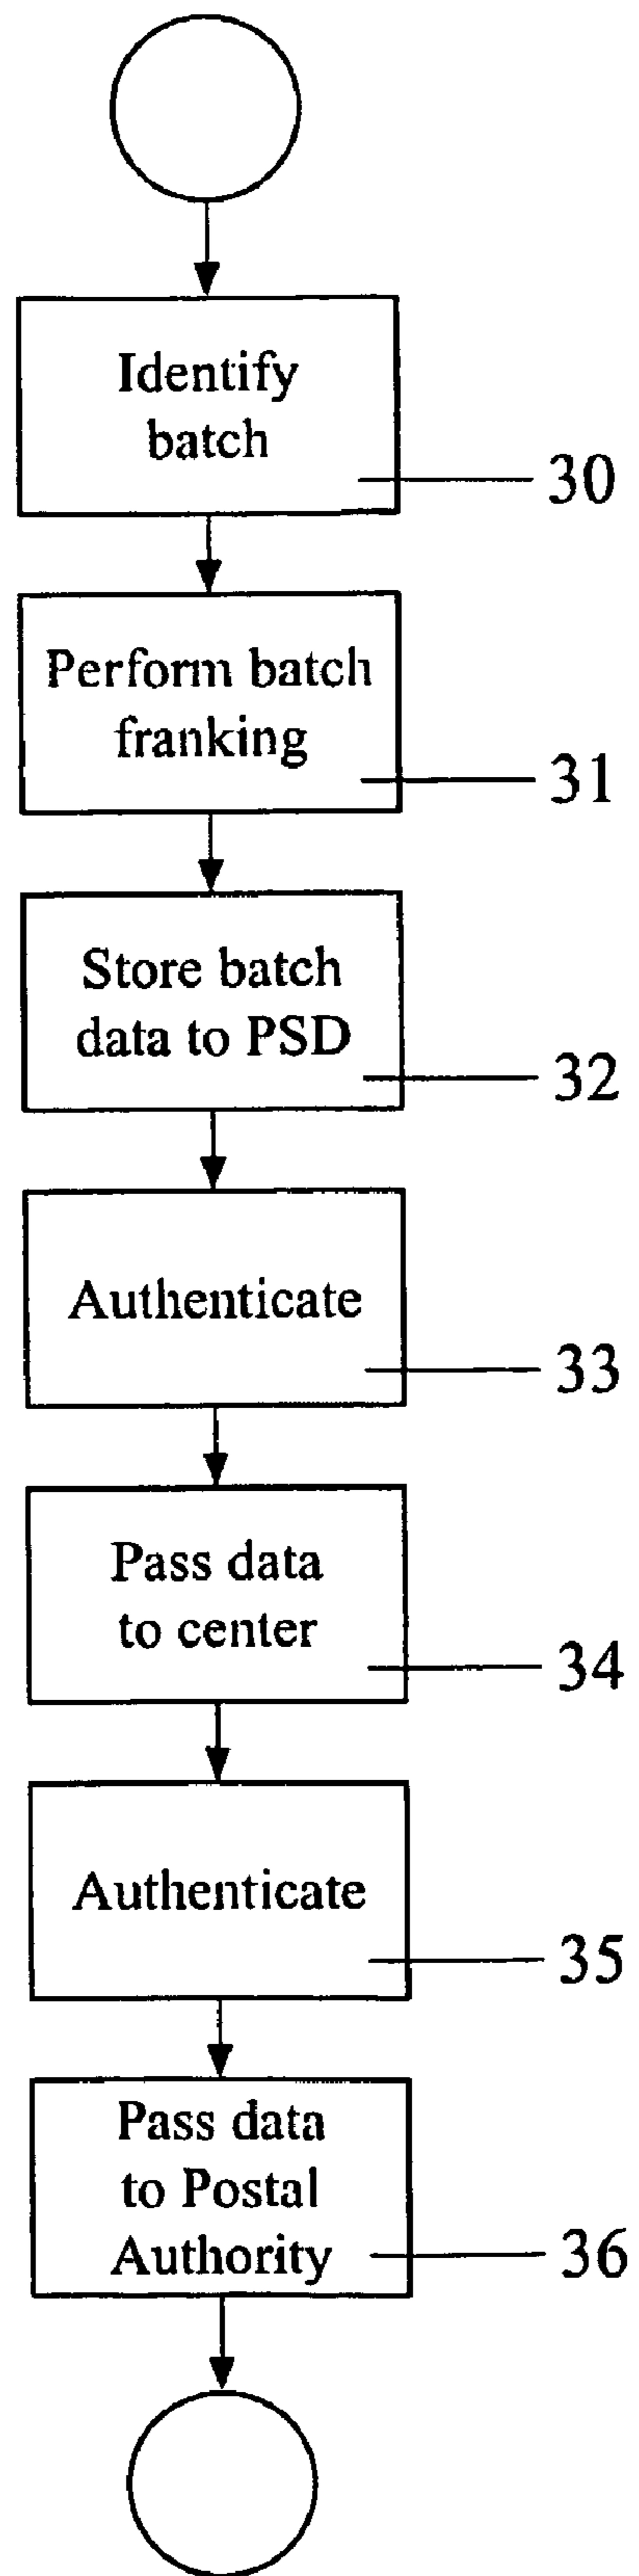 Identify
batch
30
Perform batch
franking
31
Store batch
data to PSD
32
Authenticate
33
Pass data
to center
34
Authenticate
35
Pass data
to Postal
Authority
36